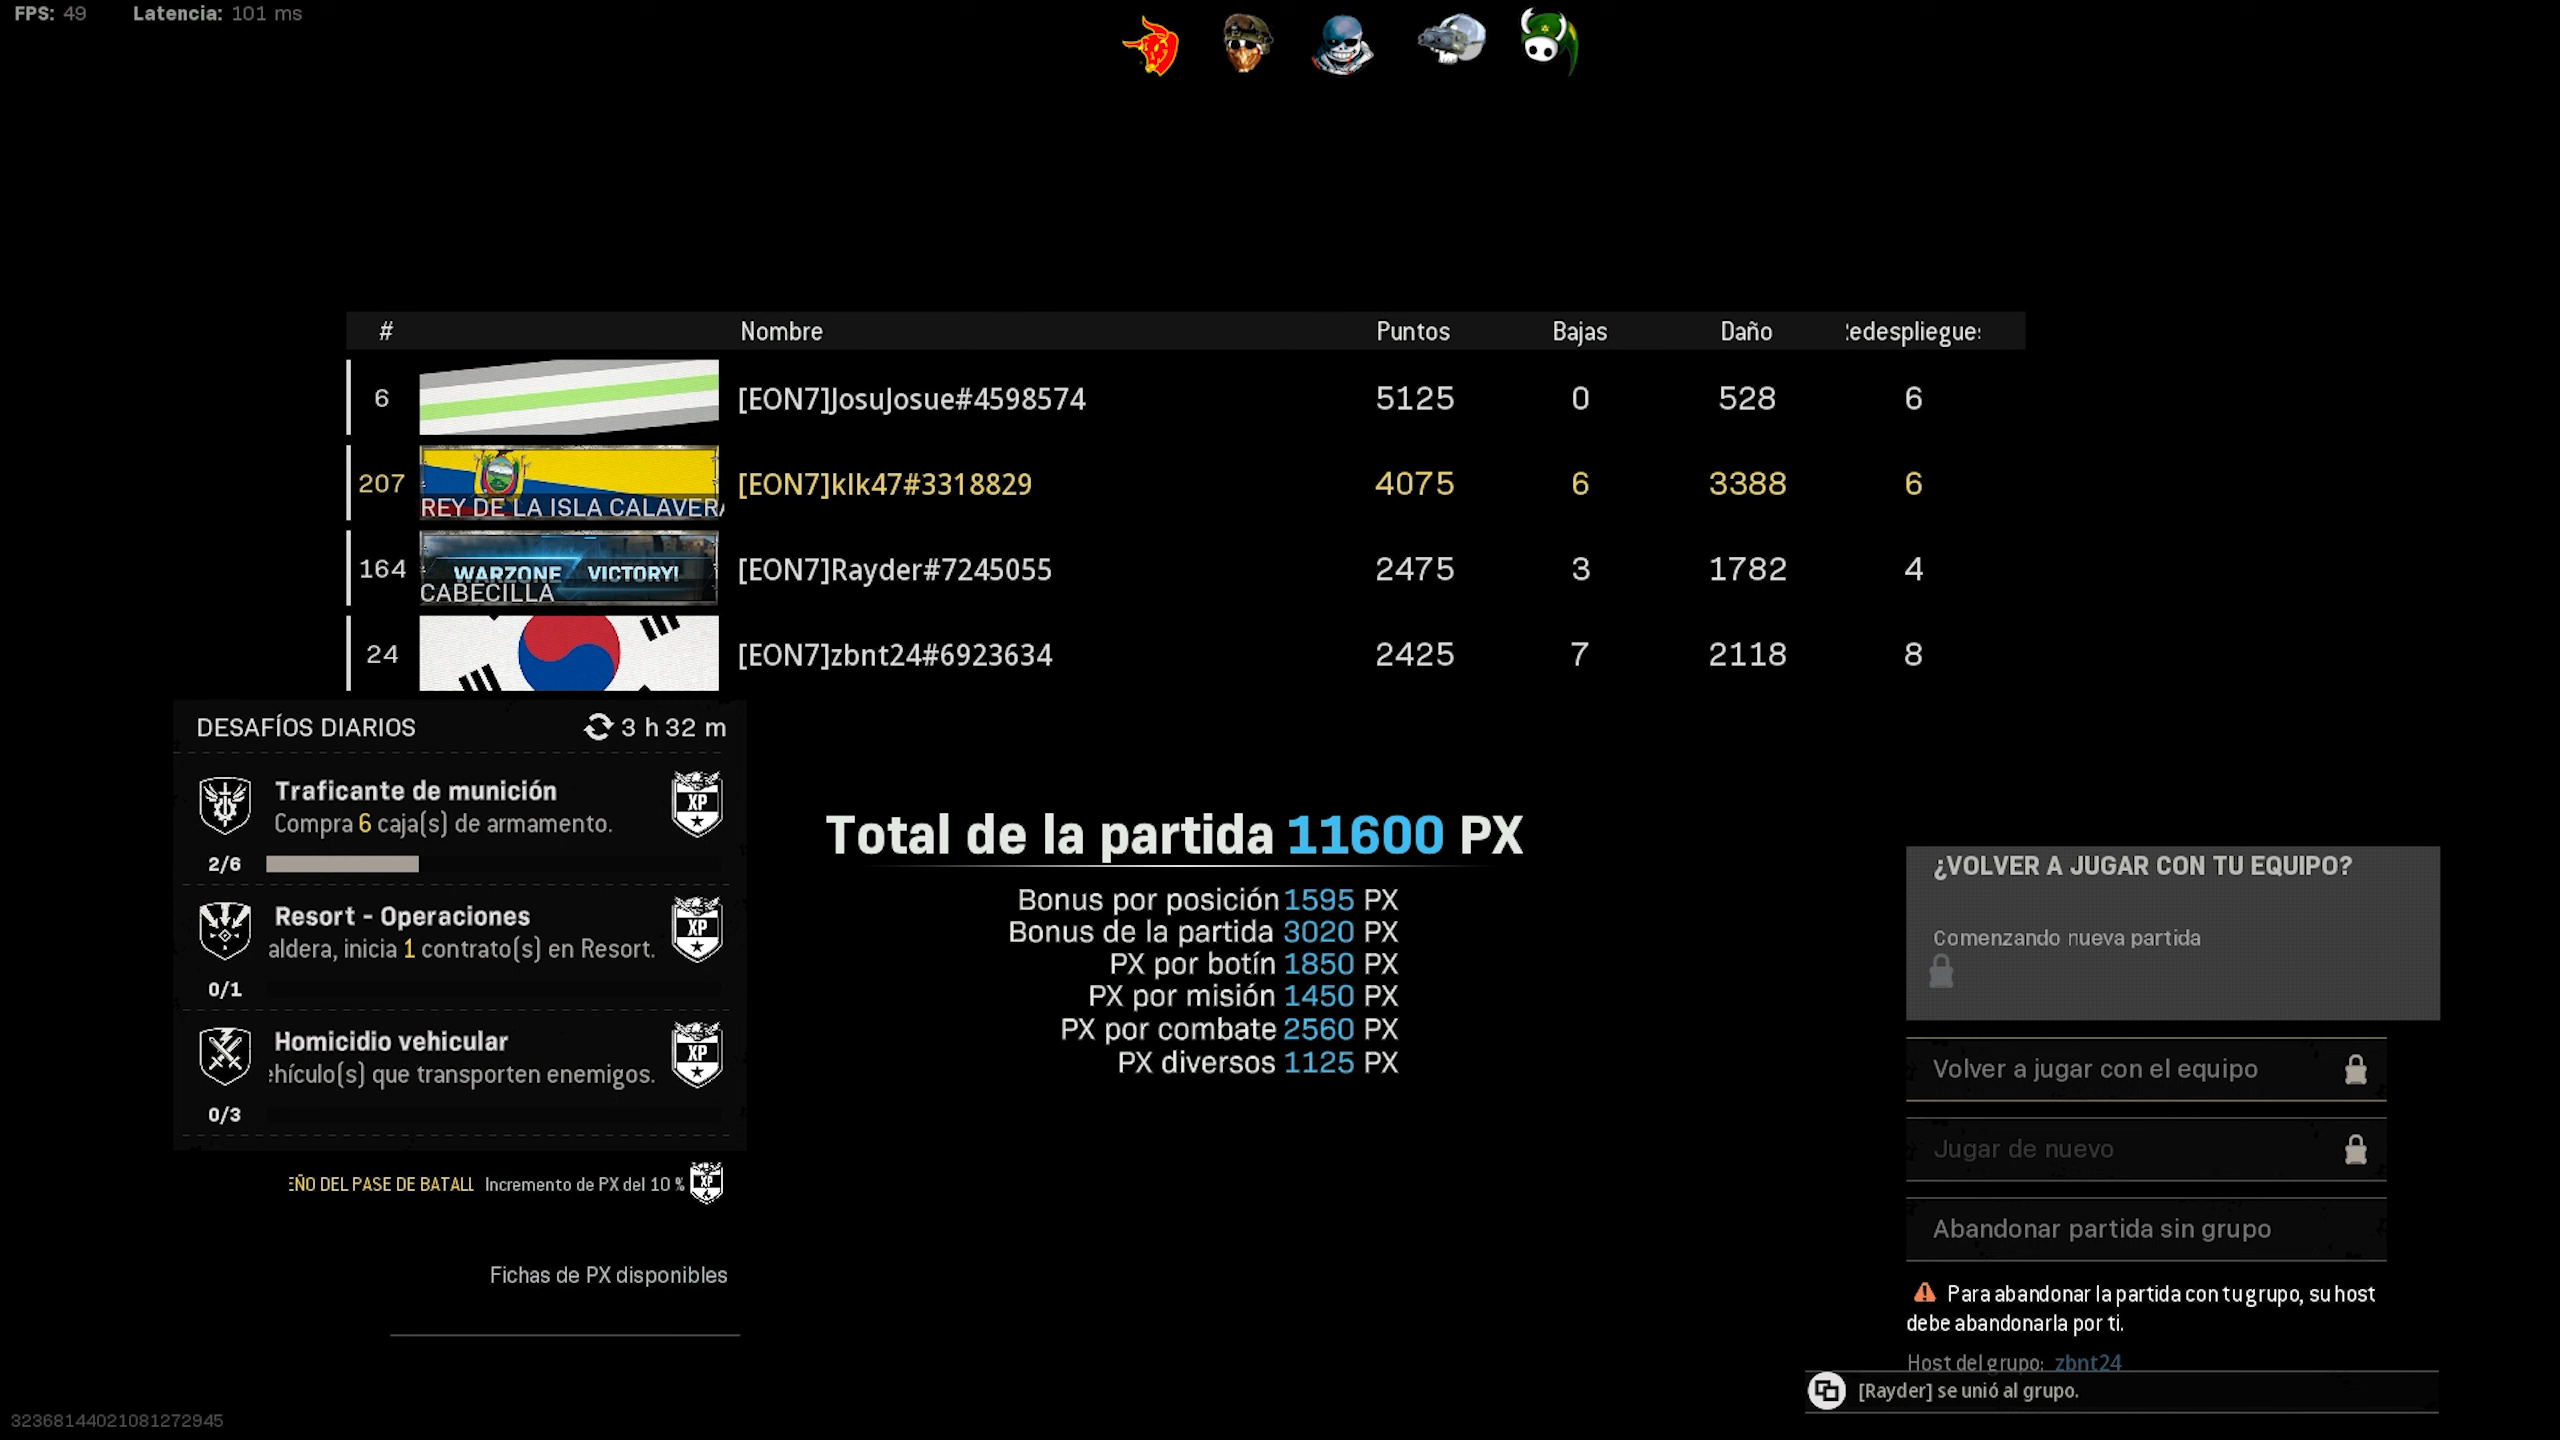 FPS: 49 Latencia: 101 ms
# Nombre Puntos Bajas Daño edespliegue
6 [EON7]JosuJosue#4598574 5125 0 528 6
207 REY DE LA ISLA CALAVERA [EON7]klk47#3318829 4075 6 3388 6
164 WARZONE VICTORY! CABECILLA [EON7]Rayder#7245055 2475 3 1782 4
24 [EON7]zbnt24#6923634 2425 7 2118 8
DESAFÍOS DIARIOS 3 h 32 m
Traficante de munición
Compra 6 caja(s) de armamento.
XP
2/6
Resort - Operaciones
aldera, inicia 1 contrato(s) en Resort.
XP
0/1
Homicidio vehicular
ehículo(s) que transporten enemigos.
XP
0/3
EÑO DEL PASE DE BATALL Incremento de PX del 10 % XP
Fichas de PX disponibles
Total de la partida 11600 PX
Bonus por posición 1595 PX
Bonus de la partida 3020 PX
PX por botín 1850 PX
PX por misión 1450 PX
PX por combate 2560 PX
PX diversos 1125 PX
¿VOLVER A JUGAR CON TU EQUIPO?
Comenzando nueva partida
Volver a jugar con el equipo
Jugar de nuevo
Abandonar partida sin grupo
Para abandonar la partida con tu grupo, su host
debe abandonarla por ti.
Host del grupo: zbnt24
[Rayder] se unió al grupo.
32368144021081272945